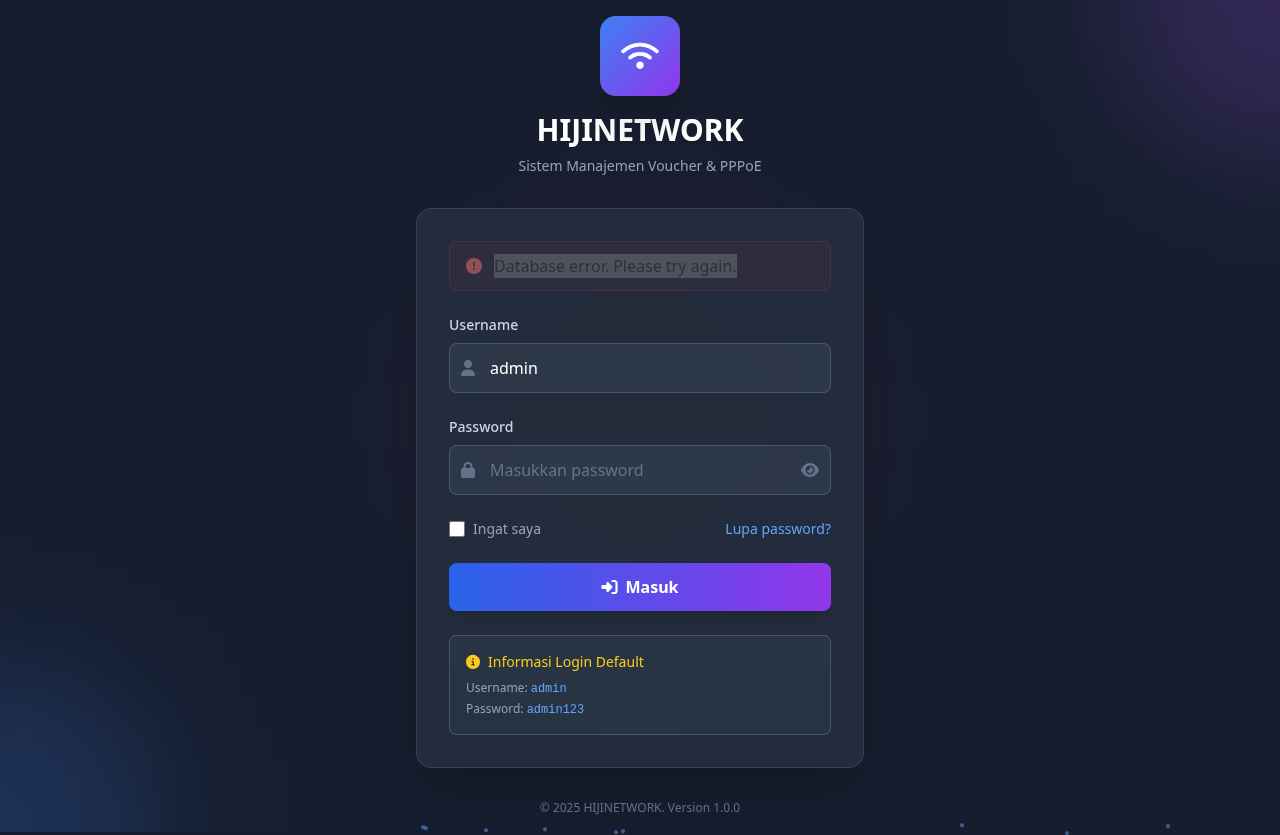 HIJINETWORK
Sistem Manajemen Voucher & PPPoE
Database error. Please try again.
Username
admin
Password
Masukkan password
Ingat saya
Lupa password?
Masuk
Informasi Login Default
Username: admin
Password: admin123
© 2025 HIJINETWORK. Version 1.0.0